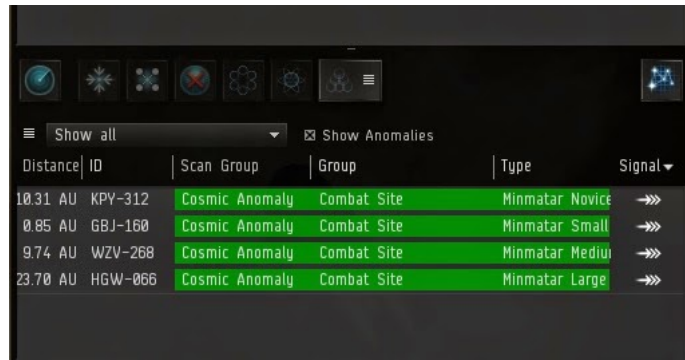 Show all Show Anomalies
Distance ID Scan Group Group Type Signal
10.31 AU KPY-312 Cosmic Anomaly Combat Site Minmatar Novice
0.85 AU GBJ-160 Cosmic Anomaly Combat Site Minmatar Small
9.74 AU WZV-268 Cosmic Anomaly Combat Site Minmatar Mediu
23.70 AU HGW-066 Cosmic Anomaly Combat Site Minmatar Large